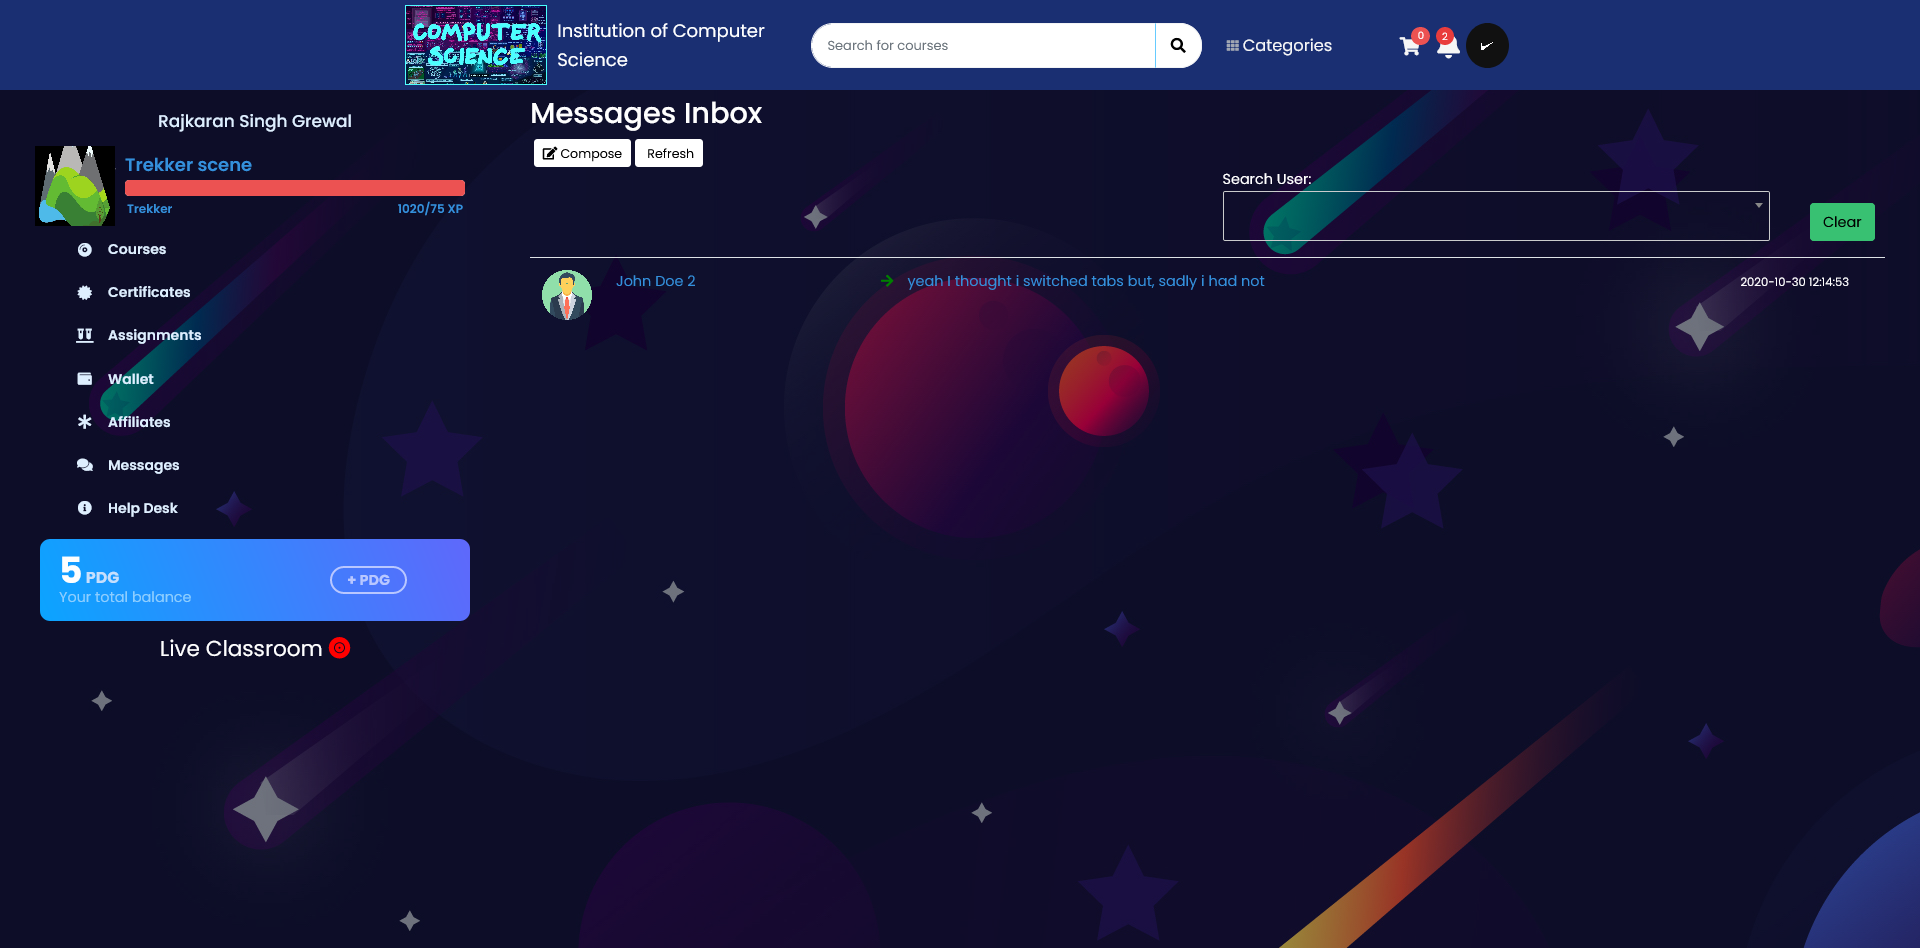 COMPUTER
SCIENCE
Institution of Computer
Science
Search for courses
Categories
0
2
Rajkaran Singh Grewal
Trekker scene
Trekker
1020/75 XP
Courses
Certificates
Assignments
Wallet
Affiliates
Messages
Help Desk
5 PDG
Your total balance
+ PDG
Live Classroom
Messages Inbox
Compose
Refresh
Search User:
Clear
John Doe 2
yeah I thought i switched tabs but, sadly i had not
2020-10-30 12:14:53